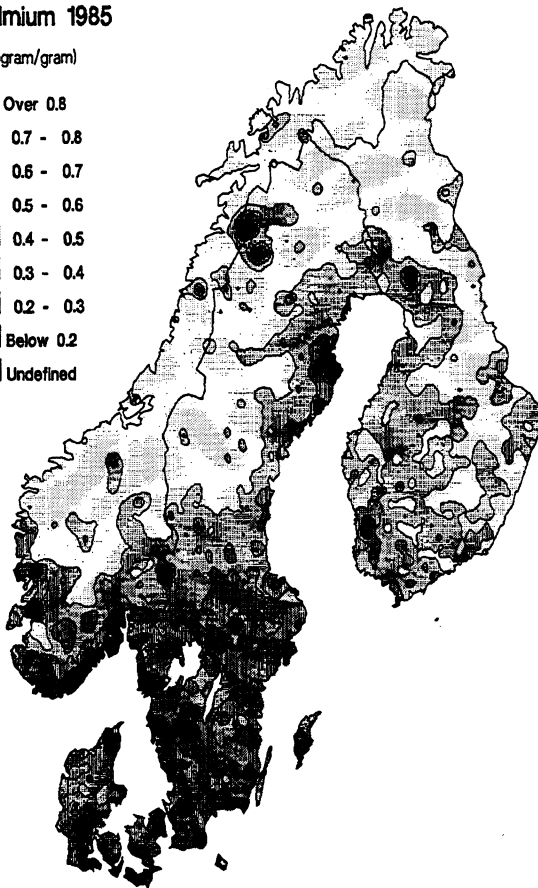 lmium 1985
gram/gram)
Over 0.8
0.7 - 0.8
0.6 - 0.7
0.5 - 0.6
0.4 - 0.5
0.3 - 0.4
0.2 - 0.3
Below 0.2
Undefined